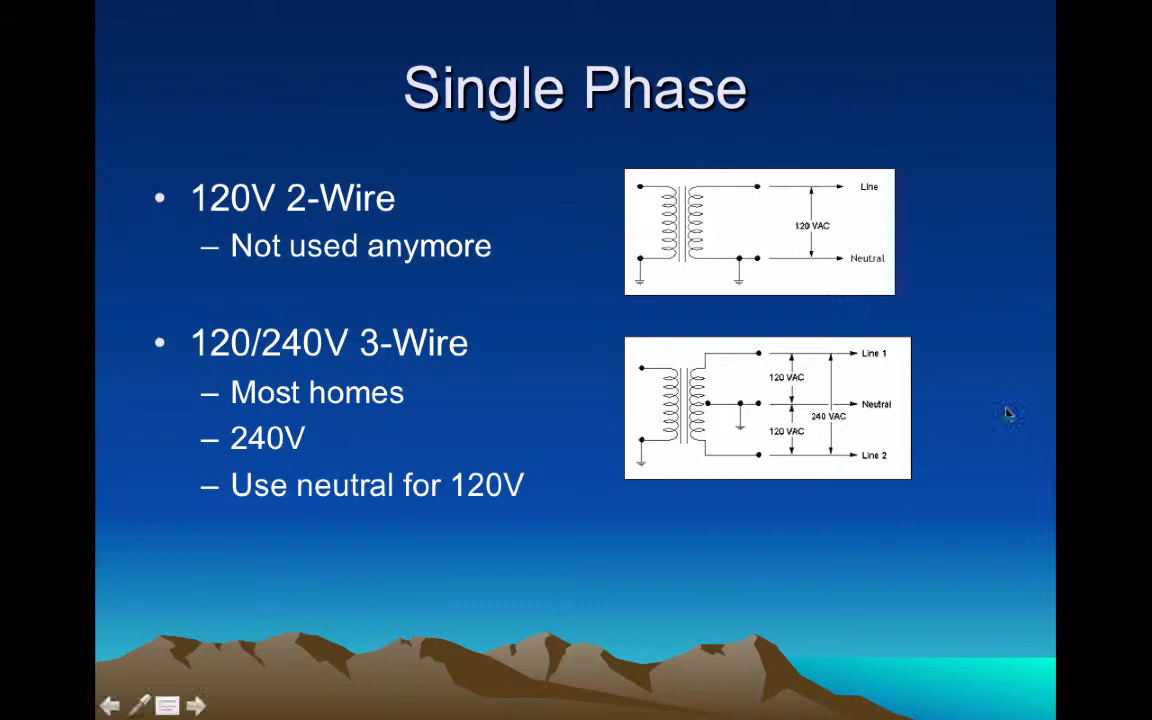 Single Phase
• 120V 2-Wire
– Not used anymore
Line
120 VAC
Neutral
• 120/240V 3-Wire
– Most homes
– 240V
– Use neutral for 120V
Line 1
120 VAC
Neutral
240 VAC
120 VAC
Line 2